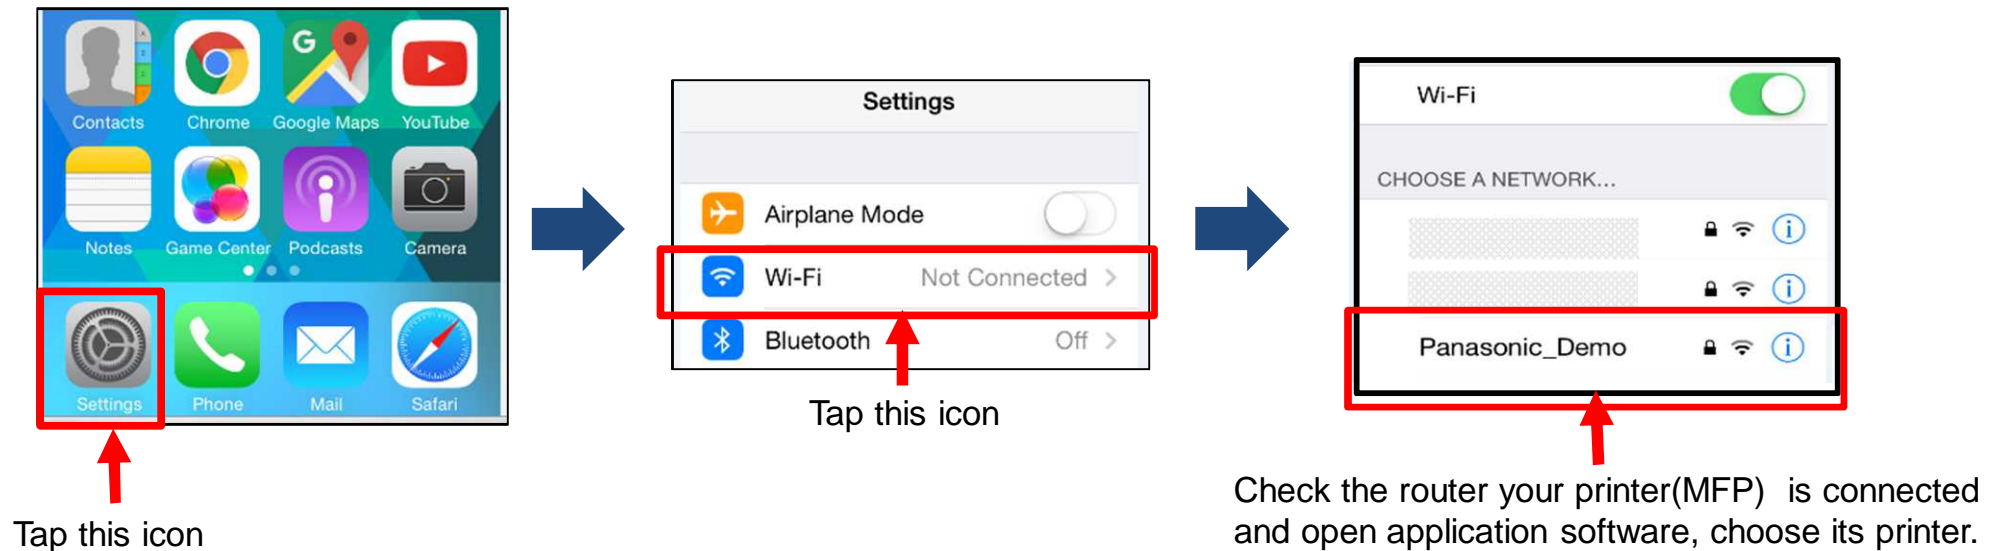 G
Contacts Chrome Google Maps YouTube
Notes Game Center Podcasts Camera
Settings Phone Mail Safari
Tap this icon
Settings
Airplane Mode
Wi-Fi Not Connected >
Bluetooth Off >
Tap this icon
Wi-Fi
CHOOSE A NETWORK...
Panasonic_Demo
Check the router your printer(MFP) is connected
and open application software, choose its printer.